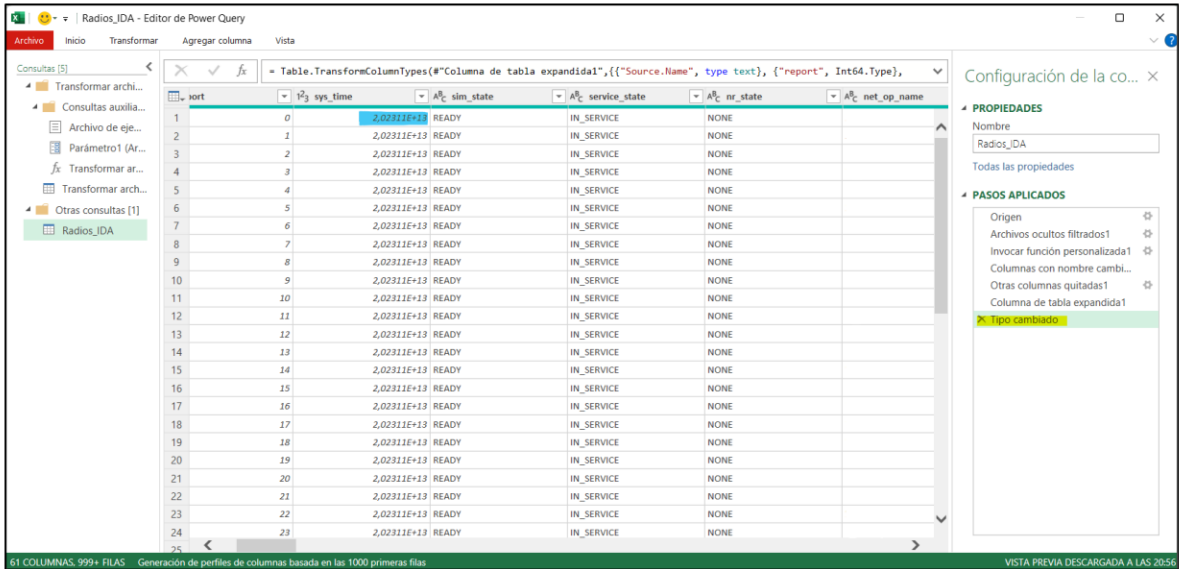 Radios_IDA - Editor de Power Query
Archivo Inicio Transformar Agregar columna Vista
Consultas [5]
Transformar archi...
Consultas auxilia...
Archivo de eje...
Parámetro1 (Ar...
fx Transformar ar...
Transformar arch...
Otras consultas [1]
Radios_IDA
fx = Table.TransformColumnTypes(#"Columna de tabla expandida1",{{"Source.Name", type text}, {"report", Int64.Type},
port 123 sys_time ABC sim_state ABC service_state ABC nr_state ABC net_op_name
1 0 2,02311E+13 READY IN_SERVICE NONE
2 1 2,02311E+13 READY IN_SERVICE NONE
3 2 2,02311E+13 READY IN_SERVICE NONE
4 3 2,02311E+13 READY IN_SERVICE NONE
5 4 2,02311E+13 READY IN_SERVICE NONE
6 5 2,02311E+13 READY IN_SERVICE NONE
7 6 2,02311E+13 READY IN_SERVICE NONE
8 7 2,02311E+13 READY IN_SERVICE NONE
9 8 2,02311E+13 READY IN_SERVICE NONE
10 9 2,02311E+13 READY IN_SERVICE NONE
11 10 2,02311E+13 READY IN_SERVICE NONE
12 11 2,02311E+13 READY IN_SERVICE NONE
13 12 2,02311E+13 READY IN_SERVICE NONE
14 13 2,02311E+13 READY IN_SERVICE NONE
15 14 2,02311E+13 READY IN_SERVICE NONE
16 15 2,02311E+13 READY IN_SERVICE NONE
17 16 2,02311E+13 READY IN_SERVICE NONE
18 17 2,02311E+13 READY IN_SERVICE NONE
19 18 2,02311E+13 READY IN_SERVICE NONE
20 19 2,02311E+13 READY IN_SERVICE NONE
21 20 2,02311E+13 READY IN_SERVICE NONE
22 21 2,02311E+13 READY IN_SERVICE NONE
23 22 2,02311E+13 READY IN_SERVICE NONE
24 23 2,02311E+13 READY IN_SERVICE NONE
25
Configuración de la co...
PROPIEDADES
Nombre
Radios_IDA
Todas las propiedades
PASOS APLICADOS
Origen
Archivos ocultos filtrados1
Invocar función personalizada1
Columnas con nombre cambi...
Otras columnas quitadas1
Columna de tabla expandida1
Tipo cambiado
61 COLUMNAS, 999+ FILAS Generación de perfiles de columnas basada en las 1000 primeras filas VISTA PREVIA DESCARGADA A LAS 20:56